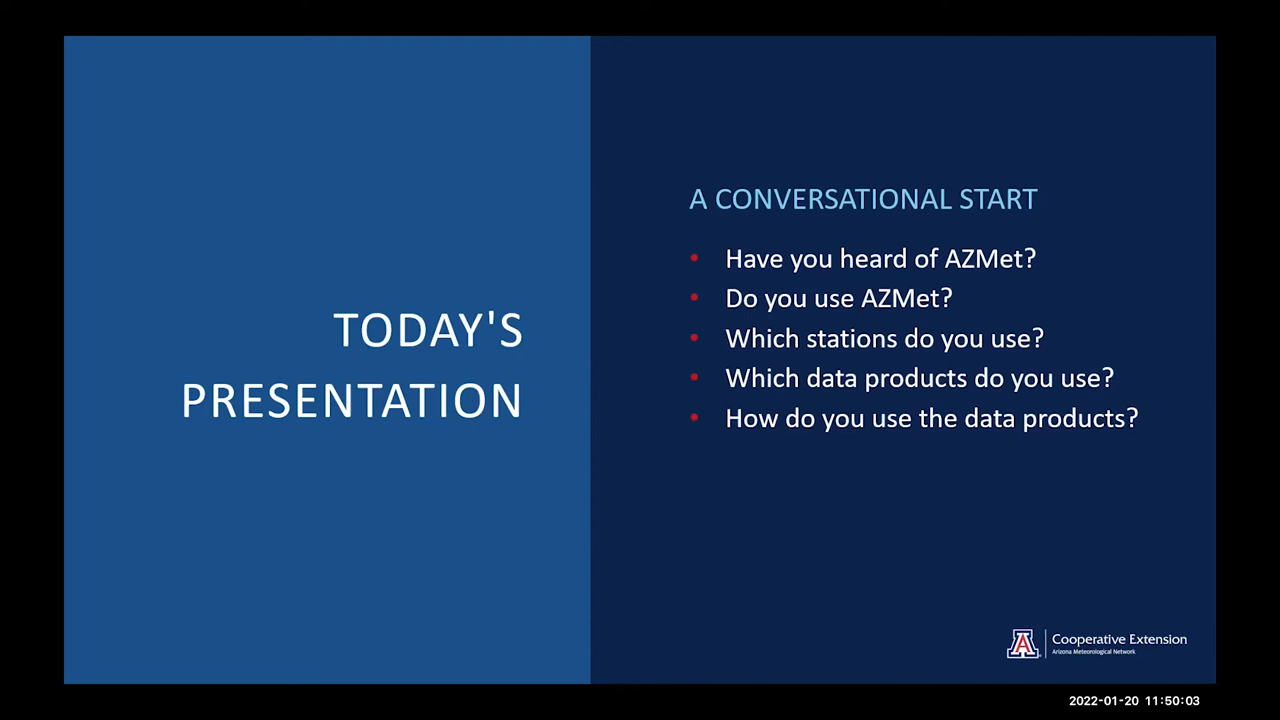 TODAY'S
PRESENTATION
A CONVERSATIONAL START
• Have you heard of AZMet?
• Do you use AZMet?
• Which stations do you use?
• Which data products do you use?
• How do you use the data products?
A
Cooperative Extension
Arizona Meteorological Network
2022-01-20 11:50:03